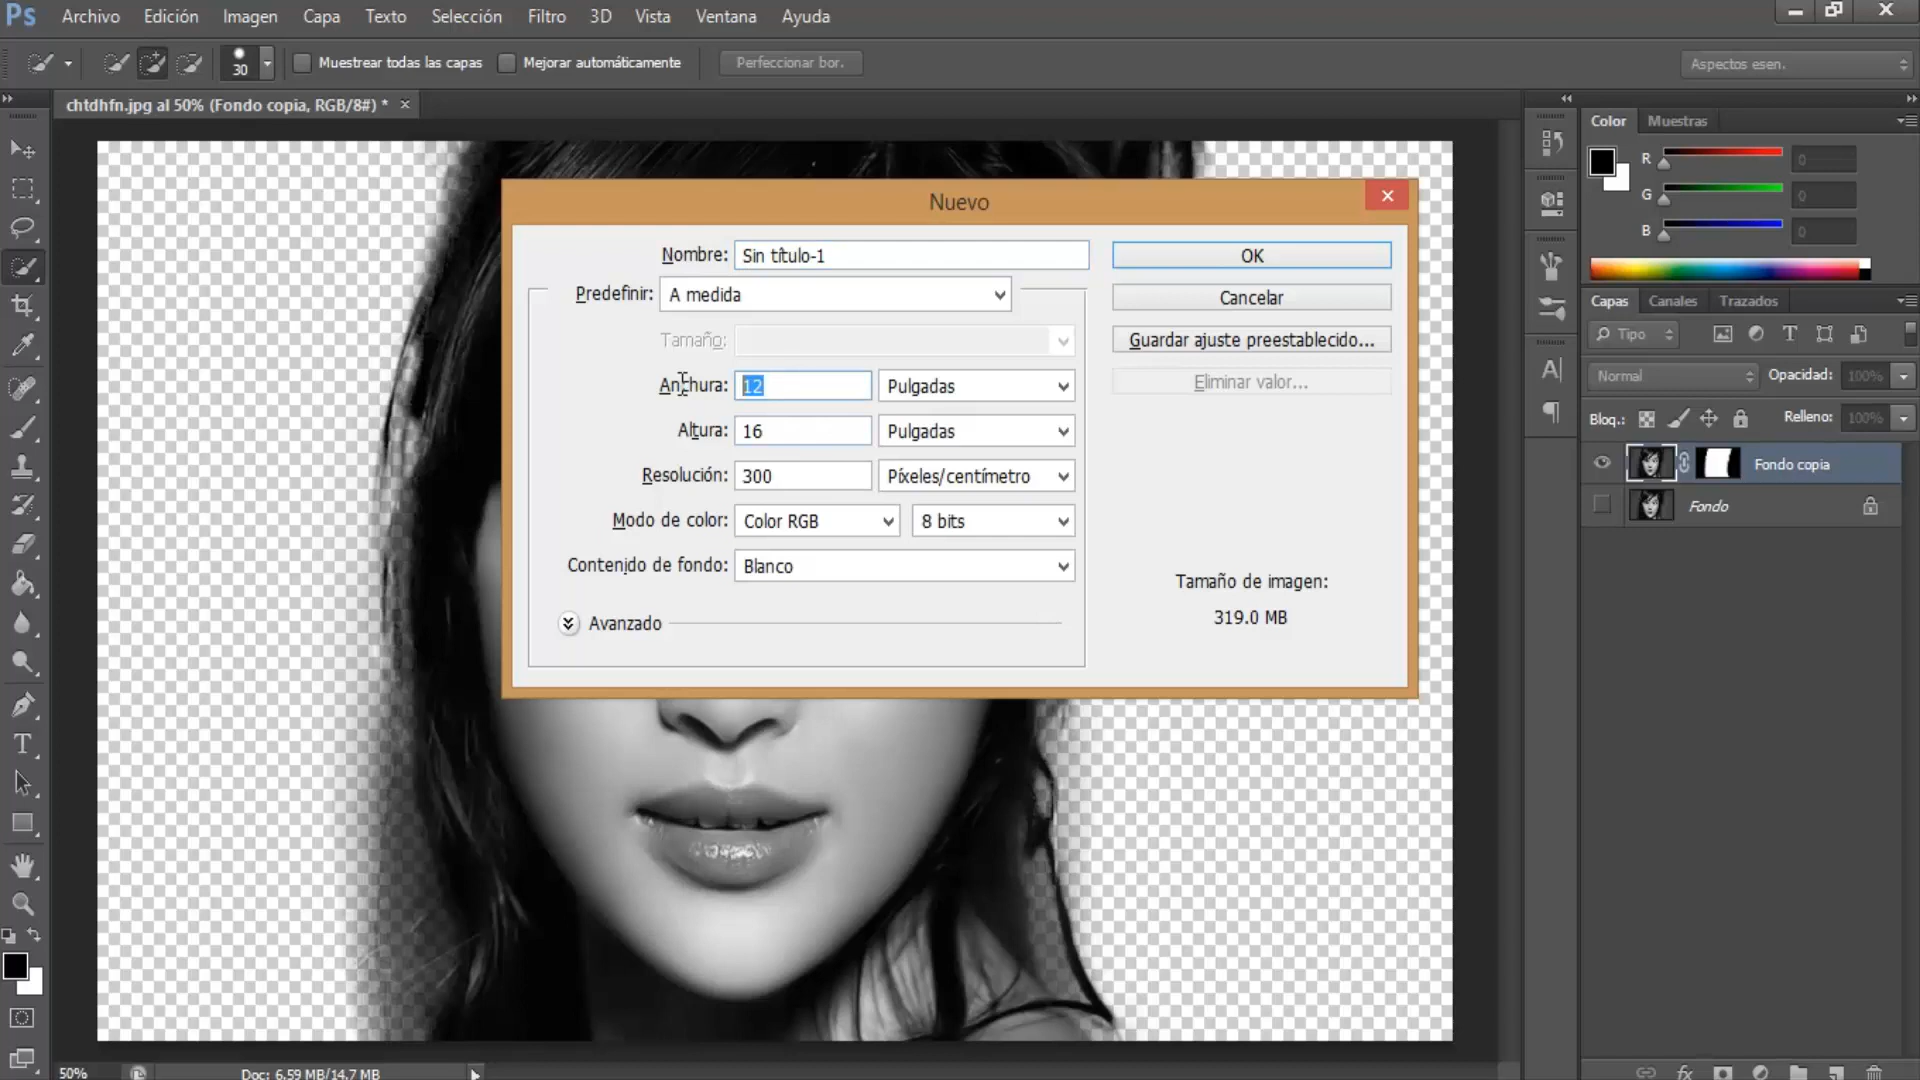 Ps Archivo Edición Imagen Capa Texto Selección Filtro 3D Vista Ventana Ayuda
30 Muestrear todas las capas Mejorar automáticamente Perfeccionar bor. Aspectos esen.
chtdhfn.jpg al 50% (Fondo copia, RGB/8#) * ×
Color Muestras
R 0
G 0
B 0
Capas Canales Trazados
Tipo
Normal Opacidad: 100%
Bloq.: Relleno: 100%
Fondo copia
Fondo
Nuevo
Nombre: Sin título-1
Predefinir: A medida
Tamaño:
Anchura: 12 Pulgadas
Altura: 16 Pulgadas
Resolución: 300 Píxeles/centímetro
Modo de color: Color RGB 8 bits
Contenido de fondo: Blanco
Avanzado
OK
Cancelar
Guardar ajuste preestablecido...
Eliminar valor...
Tamaño de imagen:
319.0 MB
50% Doc: 6.59 MB/14.7 MB